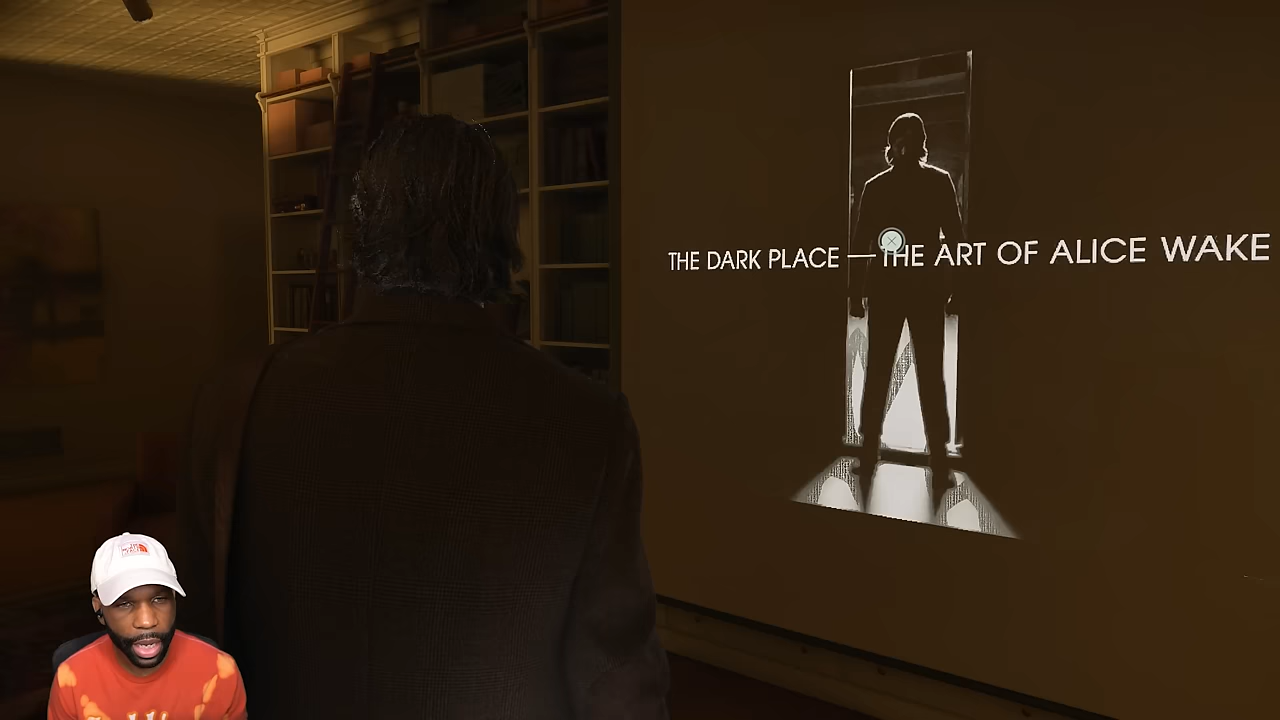 THE DARK PLACE — THE ART OF ALICE WAKE